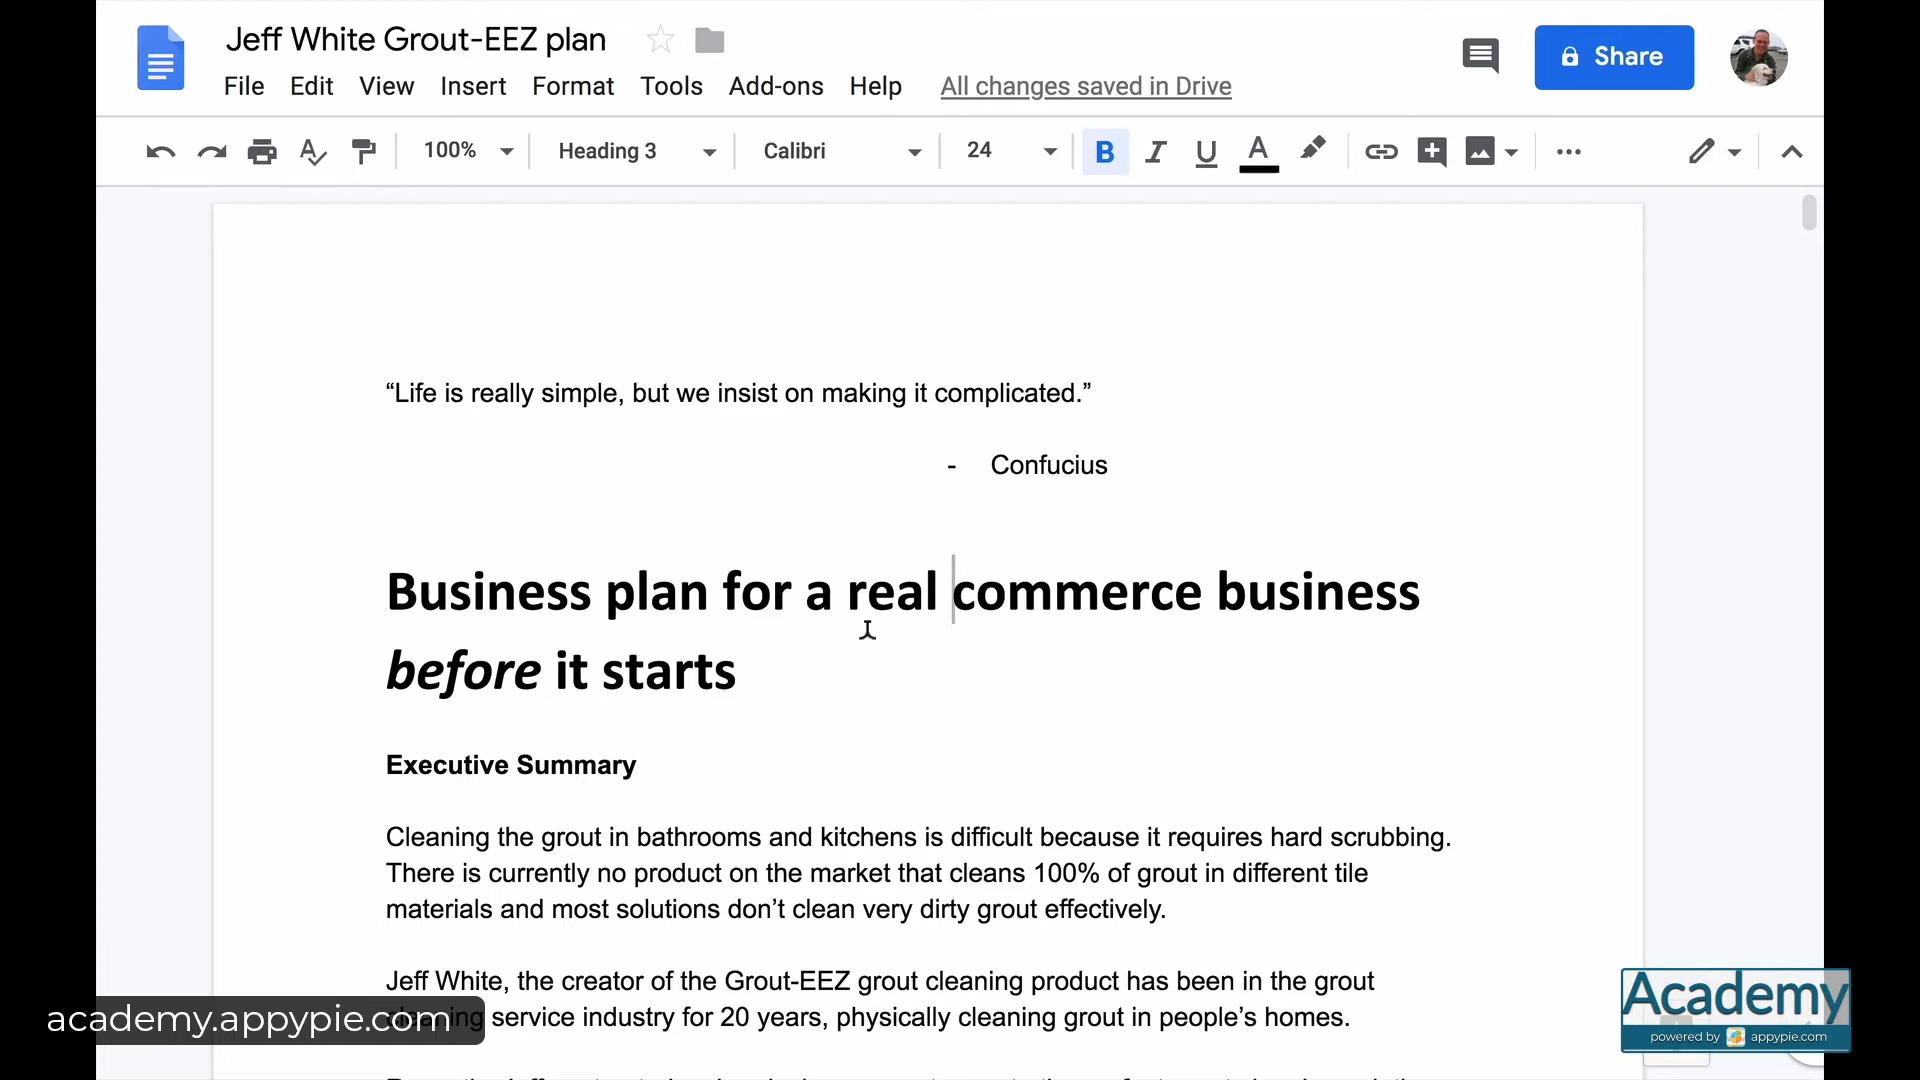 Jeff White Grout-EEZ plan
File Edit View Insert Format Tools Add-ons Help All changes saved in Drive
Share
100% Heading 3 Calibri 24 B I U A
“Life is really simple, but we insist on making it complicated.”
- Confucius
Business plan for a real commerce business
before it starts
Executive Summary
Cleaning the grout in bathrooms and kitchens is difficult because it requires hard scrubbing.
There is currently no product on the market that cleans 100% of grout in different tile
materials and most solutions don’t clean very dirty grout effectively.
Jeff White, the creator of the Grout-EEZ grout cleaning product has been in the grout
cleaning service industry for 20 years, physically cleaning grout in people’s homes.
academy.appypie.com
Academy
powered by appypie.com